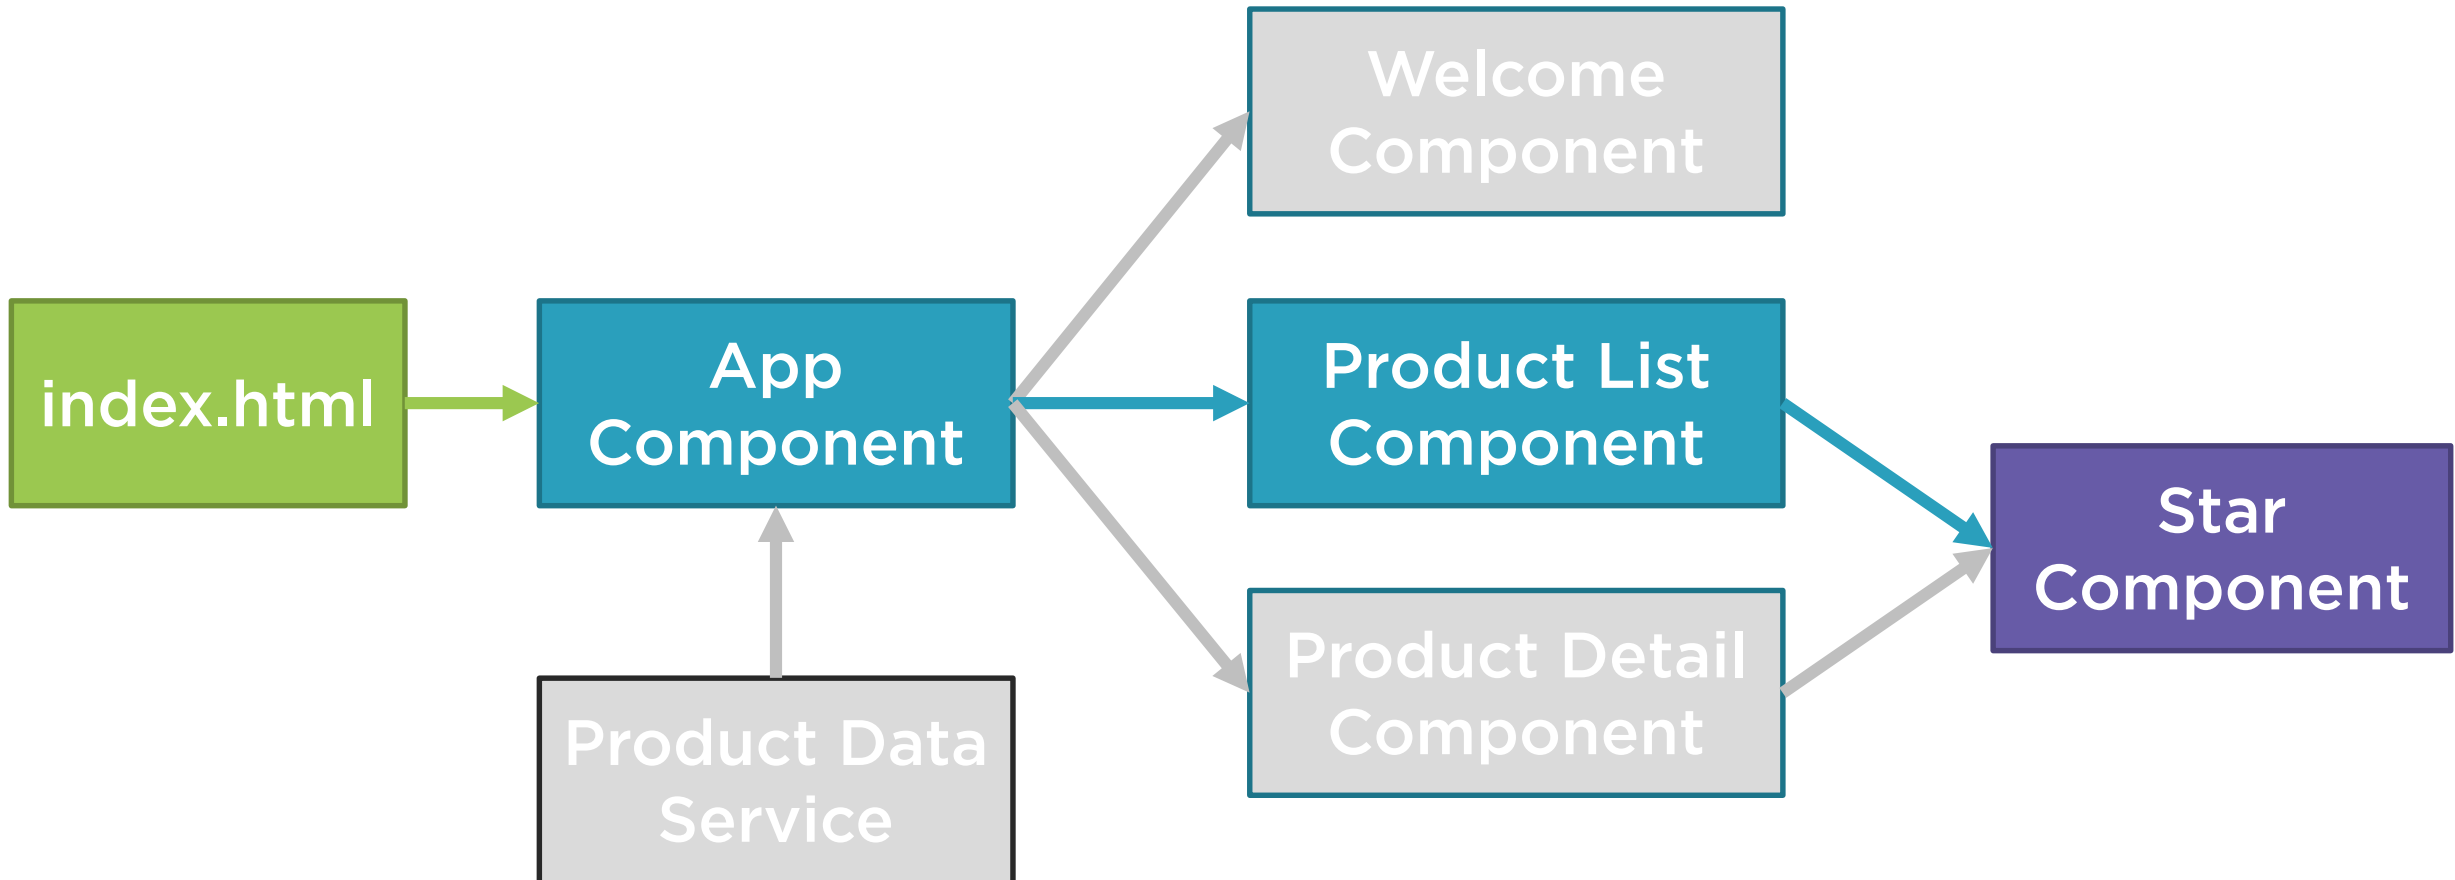 Welcome
Component
index.html
App
Component
Product List
Component
Star
Component
Product Data
Service
Product Detail
Component